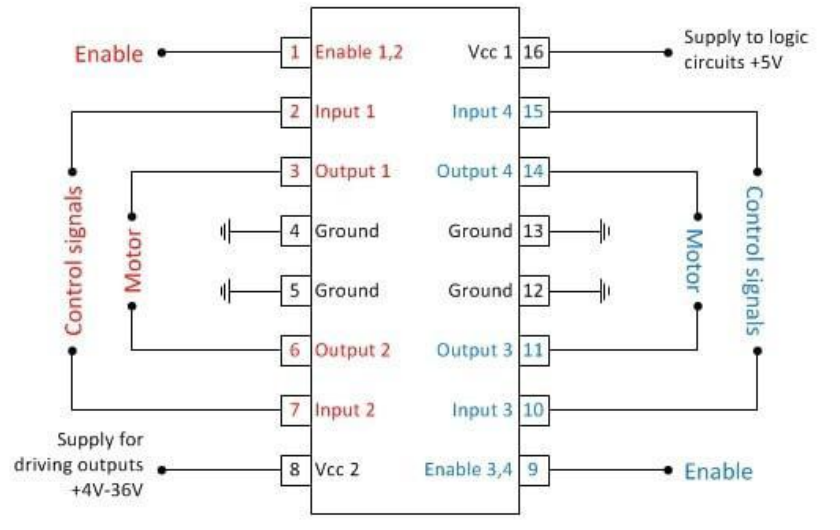 Enable
1 Enable 1,2
Vcc 1 16
Supply to logic
circuits +5V
2 Input 1
Input 4 15
3 Output 1
Output 4 14
Control signals
Motor
4 Ground
Ground 13
Motor
Control signals
5 Ground
Ground 12
6 Output 2
Output 3 11
7 Input 2
Input 3 10
Supply for
driving outputs
+4V-36V
8 Vcc 2
Enable 3,4 9
Enable